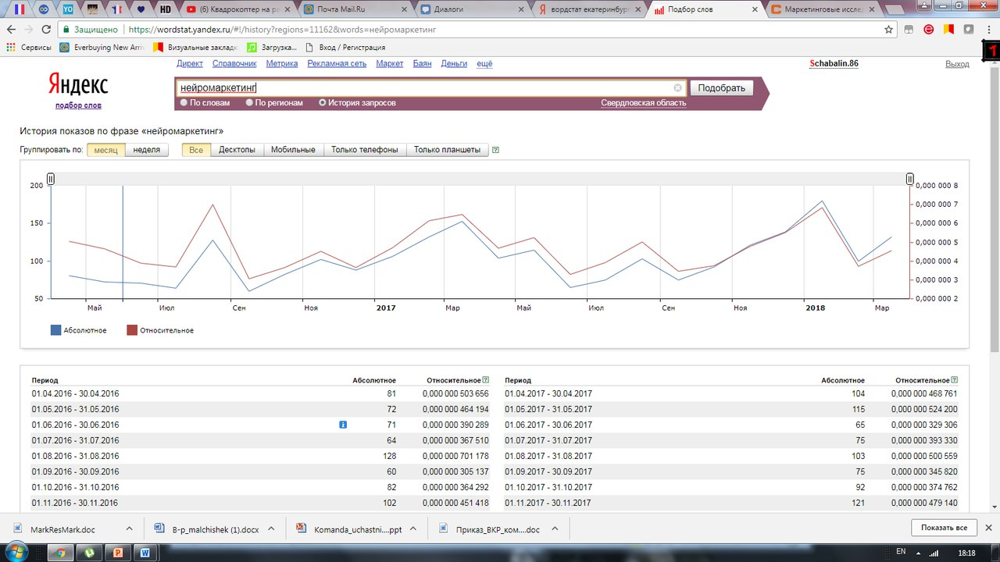 YO
HD
(6) Квадрокоптер на ра
Почта Mail.Ru
Диалоги
вордстат екатеринбург
Подбор слов
Маркетинговые иссле
Защищено https://wordstat.yandex.ru/#!/history?regions=11162&words=нейромаркетинг
Сервисы
Everbuying New Arriv
Визуальные закладк
Загрузка...
Вход / Регистрация
Директ Справочник Метрика Рекламная сеть Маркет Баян Деньги ещё
Schabalin.86 Выход
Яндекс
подбор слов
нейромаркетинг
Подобрать
По словам По регионам История запросов Свердловская область
История показов по фразе «нейромаркетинг»
Группировать по: месяц неделя Все Десктопы Мобильные Только телефоны Только планшеты
200 0,000 000 8
0,000 000 7
150 0,000 000 6
0,000 000 5
100 0,000 000 4
0,000 000 3
50 0,000 000 2
Май Июл Сен Ноя 2017 Мар Май Июл Сен Ноя 2018 Мар
Абсолютное Относительное
Период Абсолютное Относительное Период Абсолютное Относительное
01.04.2016 - 30.04.2016 81 0,000 000 503 656 01.04.2017 - 30.04.2017 104 0,000 000 468 761
01.05.2016 - 31.05.2016 72 0,000 000 464 194 01.05.2017 - 31.05.2017 115 0,000 000 524 200
01.06.2016 - 30.06.2016 71 0,000 000 390 289 01.06.2017 - 30.06.2017 65 0,000 000 329 306
01.07.2016 - 31.07.2016 64 0,000 000 367 510 01.07.2017 - 31.07.2017 75 0,000 000 393 330
01.08.2016 - 31.08.2016 128 0,000 000 701 178 01.08.2017 - 31.08.2017 103 0,000 000 500 559
01.09.2016 - 30.09.2016 60 0,000 000 305 137 01.09.2017 - 30.09.2017 75 0,000 000 345 820
01.10.2016 - 31.10.2016 82 0,000 000 364 292 01.10.2017 - 31.10.2017 92 0,000 000 374 762
01.11.2016 - 30.11.2016 102 0,000 000 451 418 01.11.2017 - 30.11.2017 121 0,000 000 479 140
MarkResMark.doc
B-p_malchishek (1).docx
Komanda_uchastni....ppt
Приказ_ВКР_ком....doc
Показать все
EN 18:18